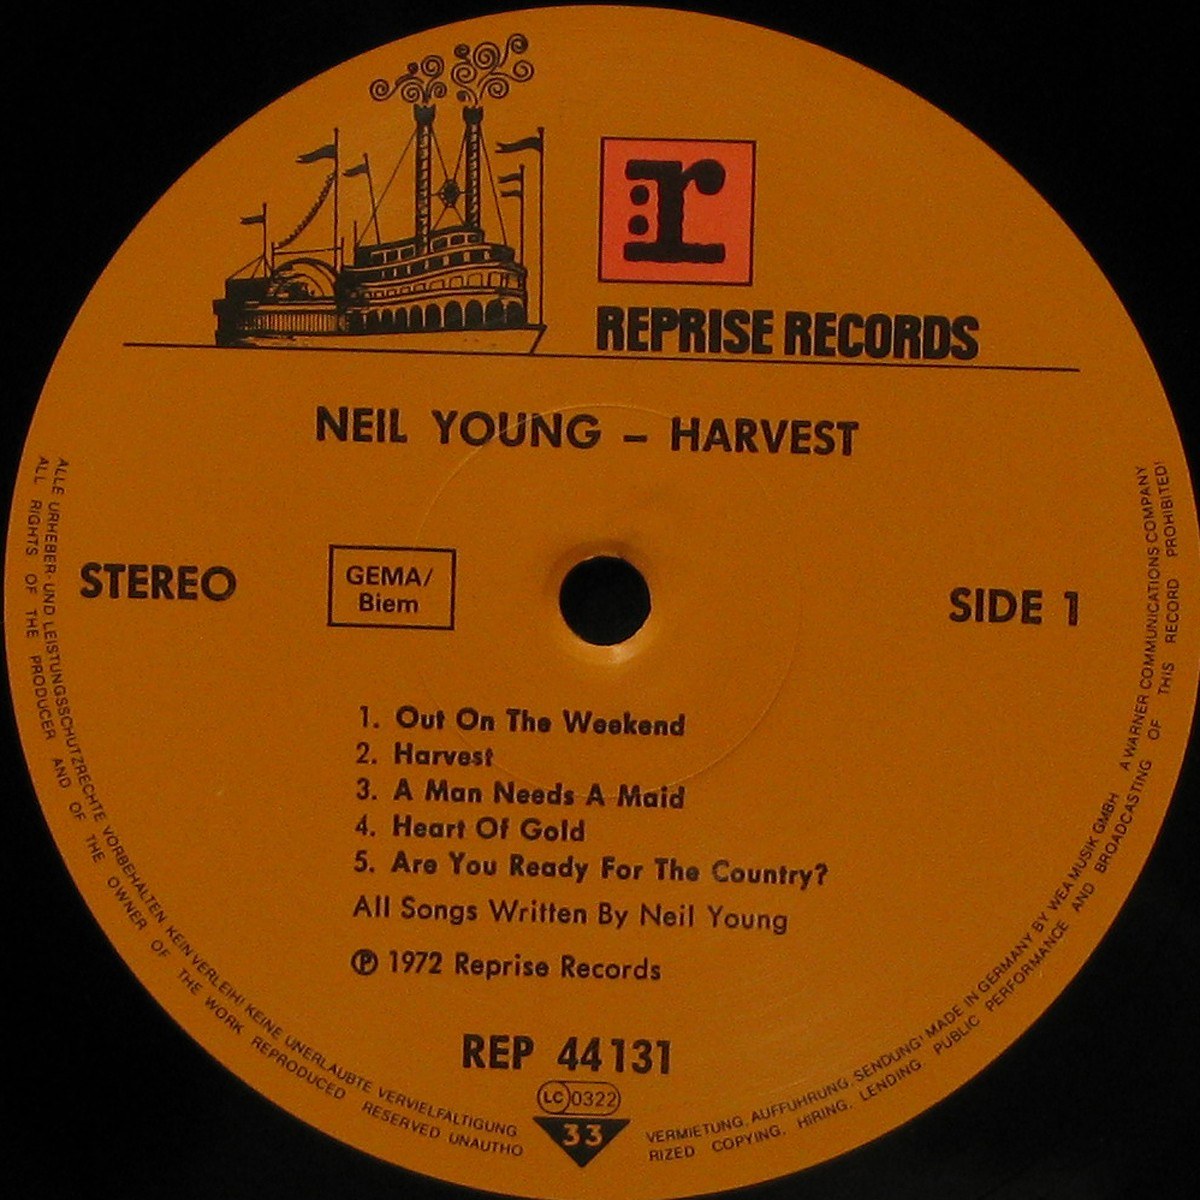 r
REPRISE RECORDS
NEIL YOUNG – HARVEST
STEREO
GEMA/
Biem
SIDE 1
1. Out On The Weekend
2. Harvest
3. A Man Needs A Maid
4. Heart Of Gold
5. Are You Ready For The Country?
All Songs Written By Neil Young
℗ 1972 Reprise Records
REP 44131
LC 0322
33
ALLE URHEBER- UND LEISTUNGSSCHUTZRECHTE VORBEHALTEN. KEIN VERLEIH! KEINE UNERLAUBTE VERVIELFALTIGUNG VERMIETUNG, AUFFUHRUNG, SENDUNG! MADE IN GERMANY BY WEA MUSIK GMBH A WARNER COMMUNICATIONS COMPANY
ALL RIGHTS OF THE PRODUCER AND OF THE OWNER OF THE WORK REPRODUCED RESERVED UNAUTHORIZED COPYING, HIRING, LENDING PUBLIC PERFORMANCE AND BROADCASTING OF THIS RECORD PROHIBITED!